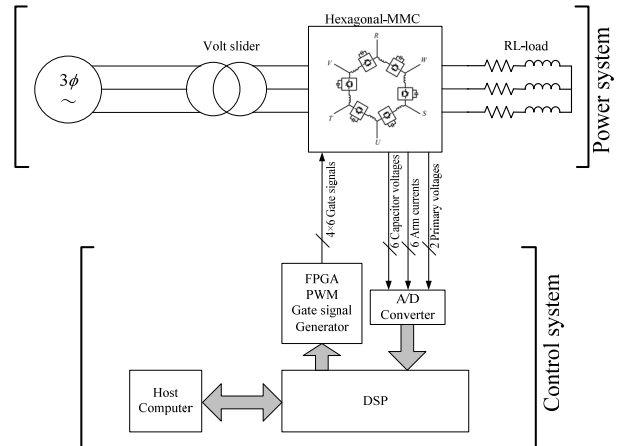 Hexagonal-MMC
Volt slider
RL-load
3ϕ
~
R
V
W
T
S
U
Power system
4×6 Gate signals
6 Capacitor voltages
6 Arm currents
2 Primary voltages
FPGA
PWM
Gate signal
Generator
A/D
Converter
Control system
Host
Computer
DSP